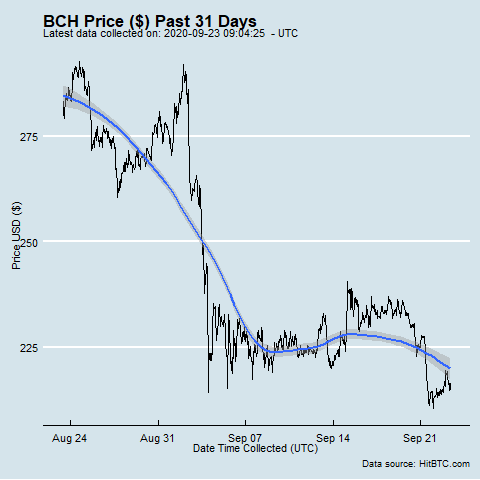 BCH Price ($) Past 31 Days
Latest data collected on: 2020-09-23 09:04:25 - UTC
275
250
225
Price USD ($)
Aug 24 Aug 31 Sep 07 Sep 14 Sep 21
Date Time Collected (UTC)
Data source: HitBTC.com